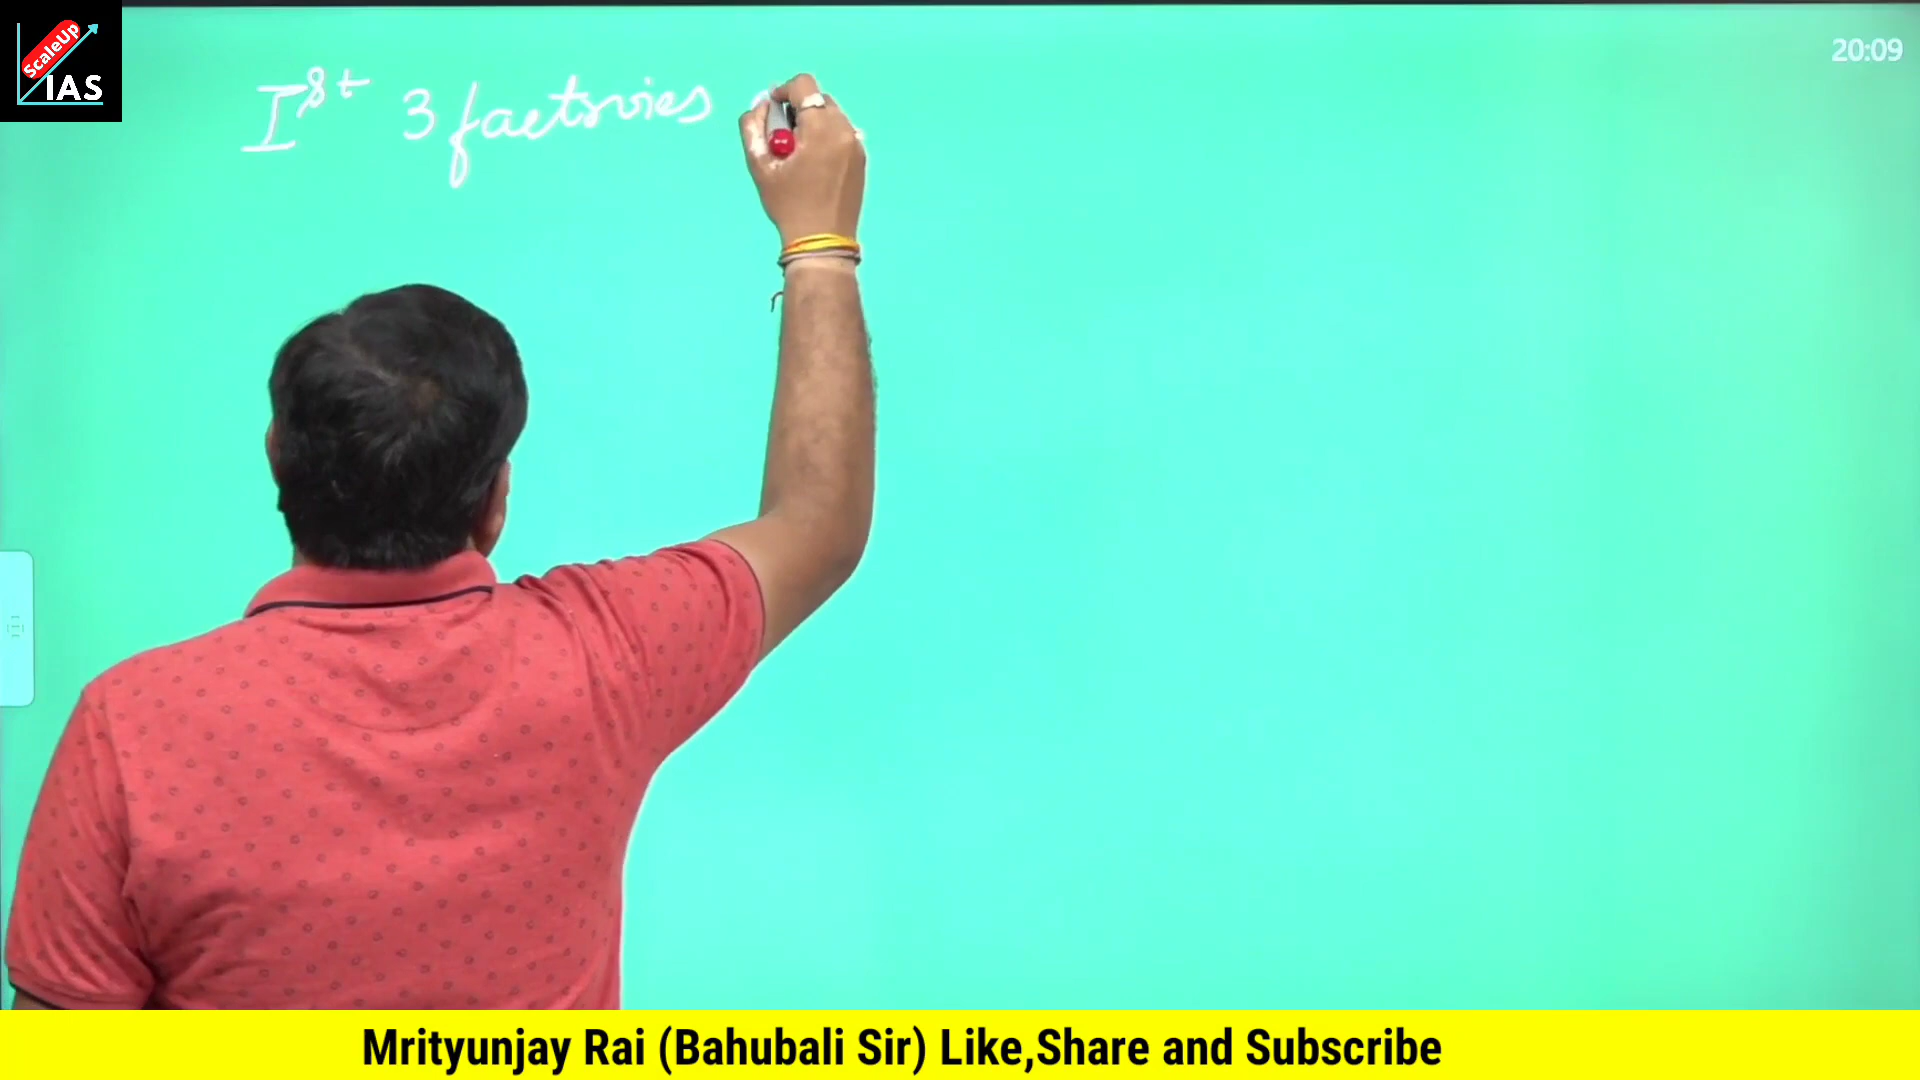 ScaleUp
IAS
20:09
Ist 3 factories
Mrityunjay Rai (Bahubali Sir) Like,Share and Subscribe